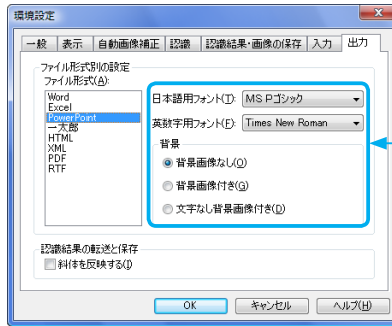 環境設定
一般 表示 自動画像補正 認識 認識結果・画像の保存 入力 出力
ファイル形式別の設定
ファイル形式(A):
Word
Excel
PowerPoint
一太郎
HTML
XML
PDF
RTF
日本語用フォント(T): MS Pゴシック
英数字用フォント(F): Times New Roman
背景
背景画像なし(O)
背景画像付き(G)
文字なし背景画像付き(D)
認識結果の転送と保存
斜体を反映する(I)
OK キャンセル ヘルプ(H)